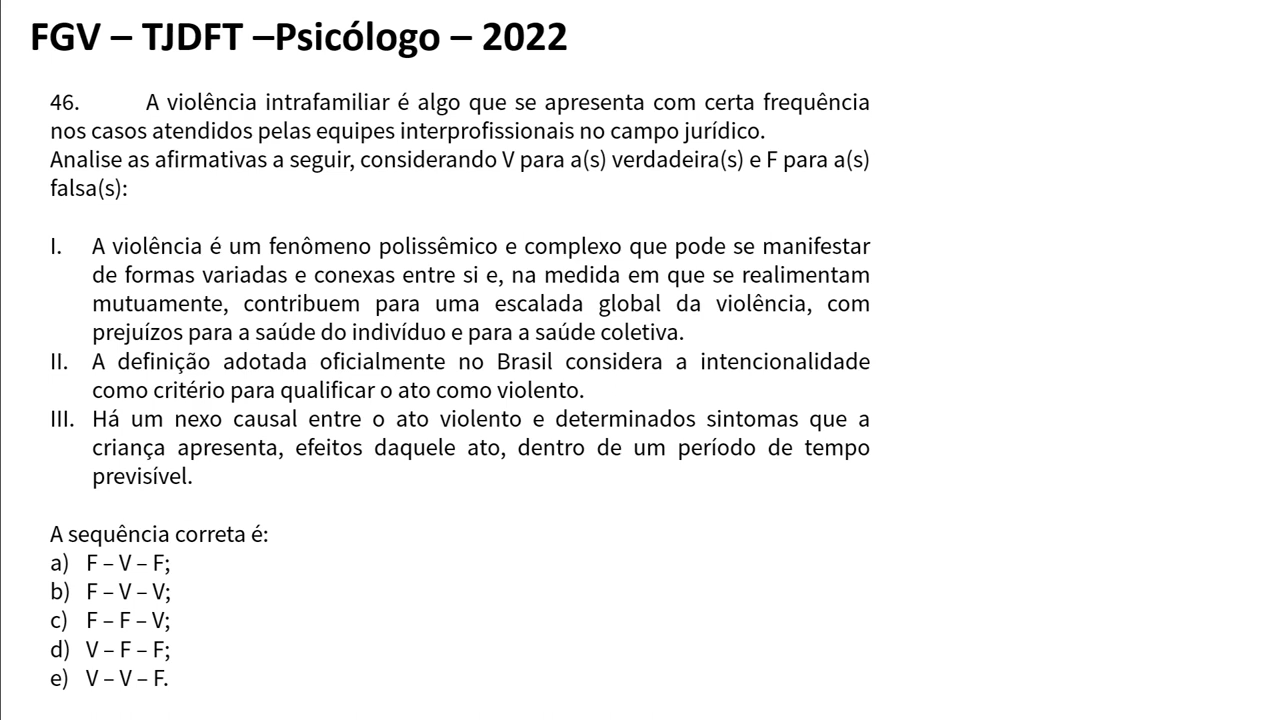 FGV – TJDFT –Psicólogo – 2022
46. A violência intrafamiliar é algo que se apresenta com certa frequência
nos casos atendidos pelas equipes interprofissionais no campo jurídico.
Analise as afirmativas a seguir, considerando V para a(s) verdadeira(s) e F para a(s)
falsa(s):
I. A violência é um fenômeno polissêmico e complexo que pode se manifestar
de formas variadas e conexas entre si e, na medida em que se realimentam
mutuamente, contribuem para uma escalada global da violência, com
prejuízos para a saúde do indivíduo e para a saúde coletiva.
II. A definição adotada oficialmente no Brasil considera a intencionalidade
como critério para qualificar o ato como violento.
III. Há um nexo causal entre o ato violento e determinados sintomas que a
criança apresenta, efeitos daquele ato, dentro de um período de tempo
previsível.
A sequência correta é:
a) F – V – F;
b) F – V – V;
c) F – F – V;
d) V – F – F;
e) V – V – F.